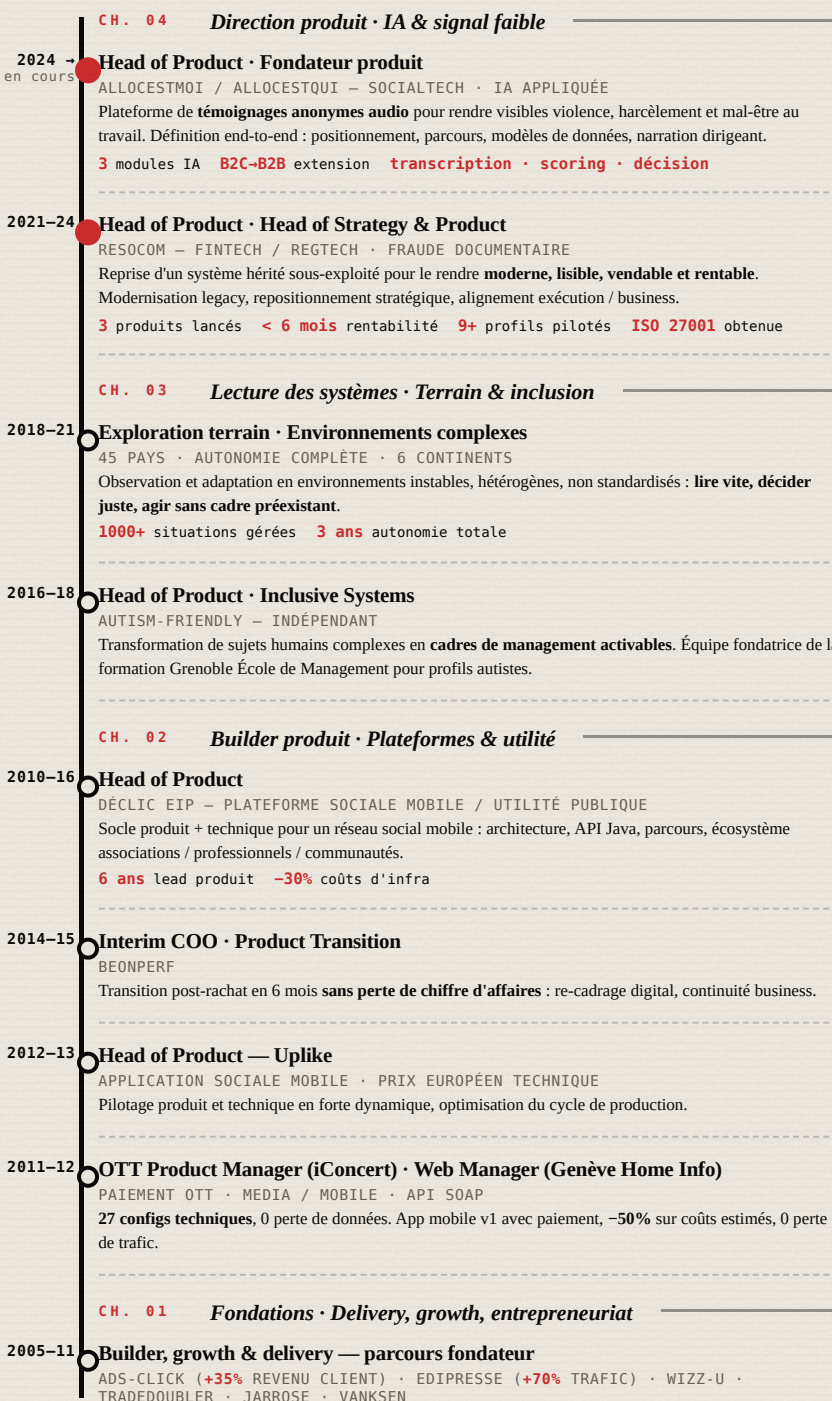 CH. 04 Direction produit · IA & signal faible
2024 → Head of Product · Fondateur produit
en cours
ALLOCESTMOI / ALLOCESTQUI — SOCIALTECH · IA APPLIQUÉE
Plateforme de témoignages anonymes audio pour rendre visibles violence, harcèlement et mal-être au
travail. Définition end-to-end : positionnement, parcours, modèles de données, narration dirigeant.
3 modules IA B2C→B2B extension transcription · scoring · décision
2021—24 Head of Product · Head of Strategy & Product
RESOCOM — FINTECH / REGTECH · FRAUDE DOCUMENTAIRE
Reprise d'un système hérité sous-exploité pour le rendre moderne, lisible, vendable et rentable.
Modernisation legacy, repositionnement stratégique, alignement exécution / business.
3 produits lancés < 6 mois rentabilité 9+ profils pilotés ISO 27001 obtenue
CH. 03 Lecture des systèmes · Terrain & inclusion
2018—21 Exploration terrain · Environnements complexes
45 PAYS · AUTONOMIE COMPLÈTE · 6 CONTINENTS
Observation et adaptation en environnements instables, hétérogènes, non standardisés : lire vite, décider
juste, agir sans cadre préexistant.
1000+ situations gérées 3 ans autonomie totale
2016—18 Head of Product · Inclusive Systems
AUTISM-FRIENDLY — INDÉPENDANT
Transformation de sujets humains complexes en cadres de management activables. Équipe fondatrice de la
formation Grenoble École de Management pour profils autistes.
CH. 02 Builder produit · Plateformes & utilité
2010—16 Head of Product
DÉCLIC EIP — PLATEFORME SOCIALE MOBILE / UTILITÉ PUBLIQUE
Socle produit + technique pour un réseau social mobile : architecture, API Java, parcours, écosystème
associations / professionnels / communautés.
6 ans lead produit −30% coûts d'infra
2014—15 Interim COO · Product Transition
BEONPERF
Transition post-rachat en 6 mois sans perte de chiffre d'affaires : re-cadrage digital, continuité business.
2012—13 Head of Product — Uplike
APPLICATION SOCIALE MOBILE · PRIX EUROPÉEN TECHNIQUE
Pilotage produit et technique en forte dynamique, optimisation du cycle de production.
2011—12 OTT Product Manager (iConcert) · Web Manager (Genève Home Info)
PAIEMENT OTT · MEDIA / MOBILE · API SOAP
27 configs techniques, 0 perte de données. App mobile v1 avec paiement, −50% sur coûts estimés, 0 perte
de trafic.
CH. 01 Fondations · Delivery, growth, entrepreneuriat
2005—11 Builder, growth & delivery — parcours fondateur
ADS-CLICK (+35% REVENU CLIENT) · EDIPRESSE (+70% TRAFIC) · WIZZ-U ·
TRADEDOUBLER · JARROSE · VANKSEN